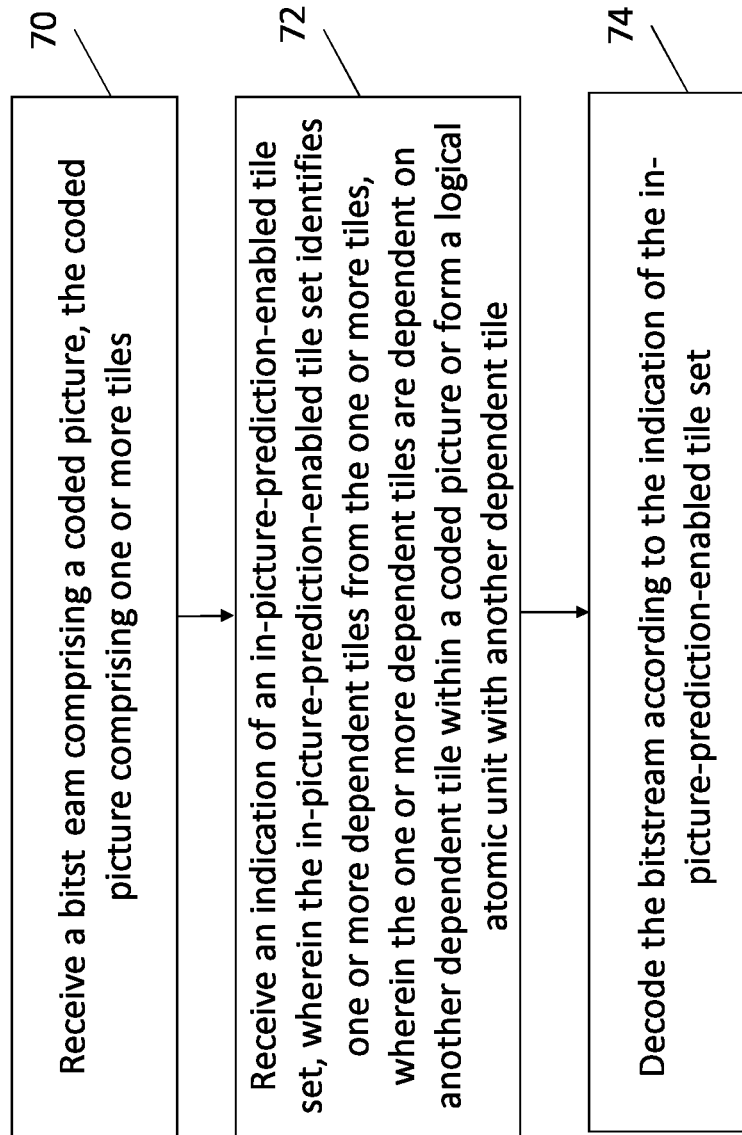 Receive a bitst eam comprising a coded picture, the coded
picture comprising one or more tiles
70
Receive an indication of an in-picture-prediction-enabled tile
set, wherein the in-picture-prediction-enabled tile set identifies
one or more dependent tiles from the one or more tiles,
wherein the one or more dependent tiles are dependent on
another dependent tile within a coded picture or form a logical
atomic unit with another dependent tile
72
Decode the bitstream according to the indication of the in-
picture-prediction-enabled tile set
74